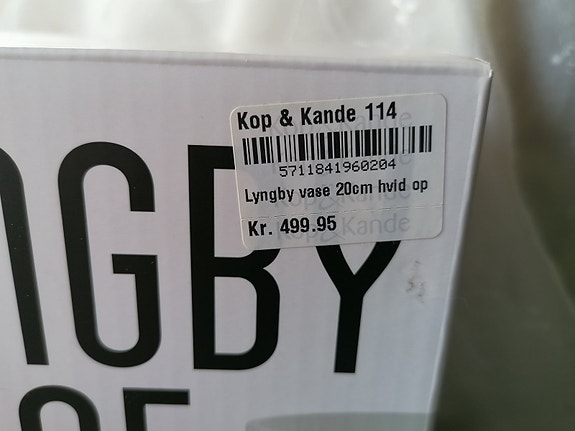 Kop & Kande 114
5711841960204
Lyngby vase 20cm hvid op
Kr. 499.95
NGBY